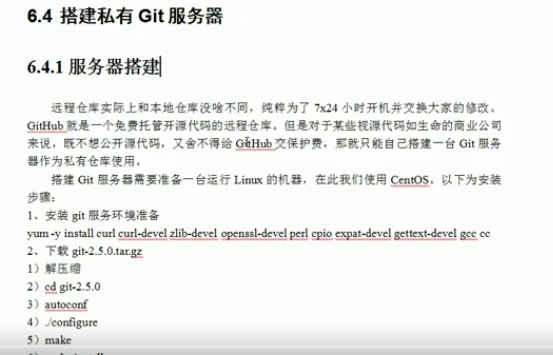 6.4 搭建私有 Git 服务器
6.4.1 服务器搭建
远程仓库实际上和本地仓库没啥不同，纯粹为了 7x24 小时开机并交换大家的修改。
GitHub 就是一个免费托管开源代码的远程仓库。但是对于某些视源代码如生命的商业公司
来说，既不想公开源代码，又舍不得给 GitHub 交保护费，那就只能自己搭建一台 Git 服务
器作为私有仓库使用。
搭建 Git 服务器需要准备一台运行 Linux 的机器，在此我们使用 CentOS。以下为安装
步骤：
1、安装 git 服务环境准备
yum -y install curl curl-devel zlib-devel openssl-devel perl cpio expat-devel gettext-devel gcc cc
2、下载 git-2.5.0.tar.gz
1）解压缩
2）cd git-2.5.0
3）autoconf
4）./configure
5）make